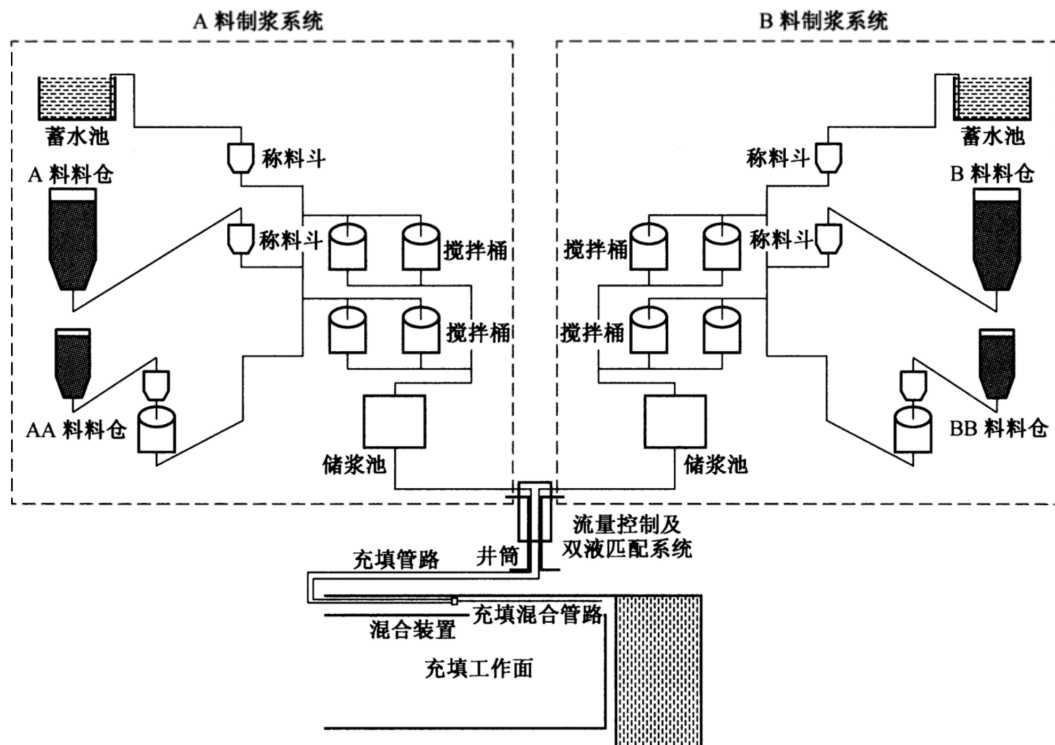 A 料制浆系统
B 料制浆系统
蓄水池
蓄水池
称料斗
称料斗
A 料料仓
B 料料仓
称料斗
搅拌桶
搅拌桶
称料斗
搅拌桶
搅拌桶
AA 料料仓
BB 料料仓
储浆池
储浆池
流量控制及
双液匹配系统
井筒
充填管路
充填混合管路
混合装置
充填工作面